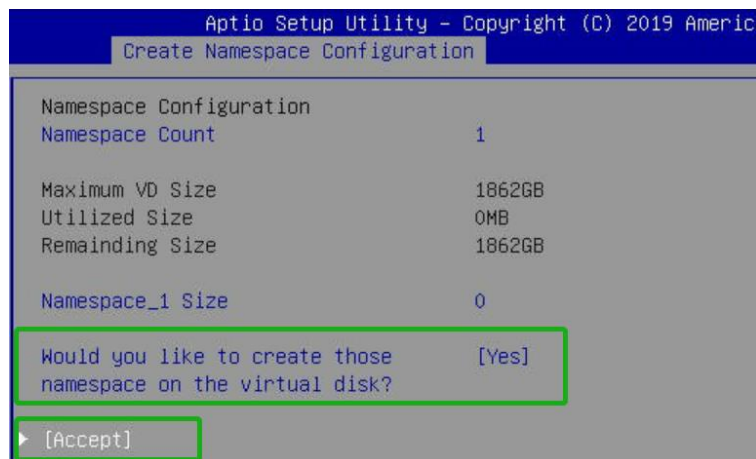 Aptio Setup Utility – Copyright (C) 2019 Americ
Create Namespace Configuration
Namespace Configuration
Namespace Count 1
Maximum VD Size 1862GB
Utilized Size 0MB
Remainding Size 1862GB
Namespace_1 Size 0
Would you like to create those [Yes]
namespace on the virtual disk?
[Accept]